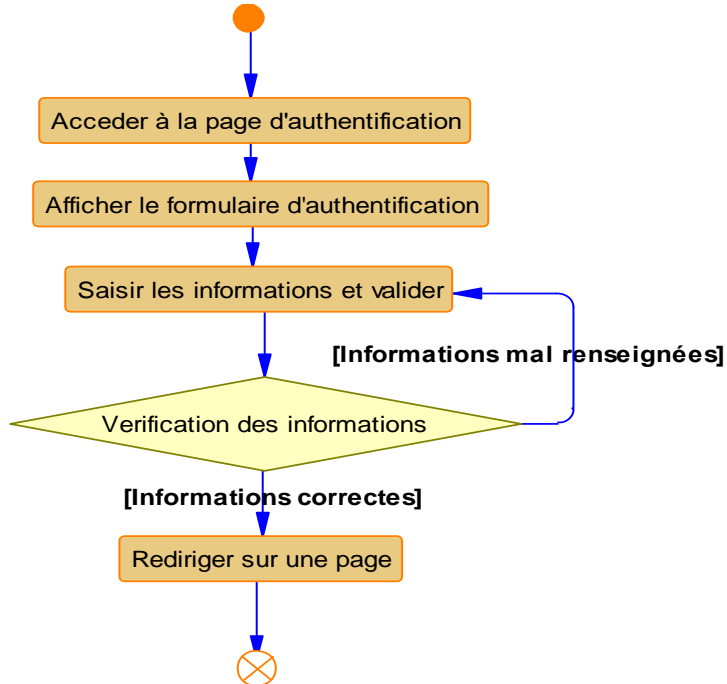 Acceder à la page d'authentification
Afficher le formulaire d'authentification
Saisir les informations et valider
[Informations mal renseignées]
Verification des informations
[Informations correctes]
Rediriger sur une page